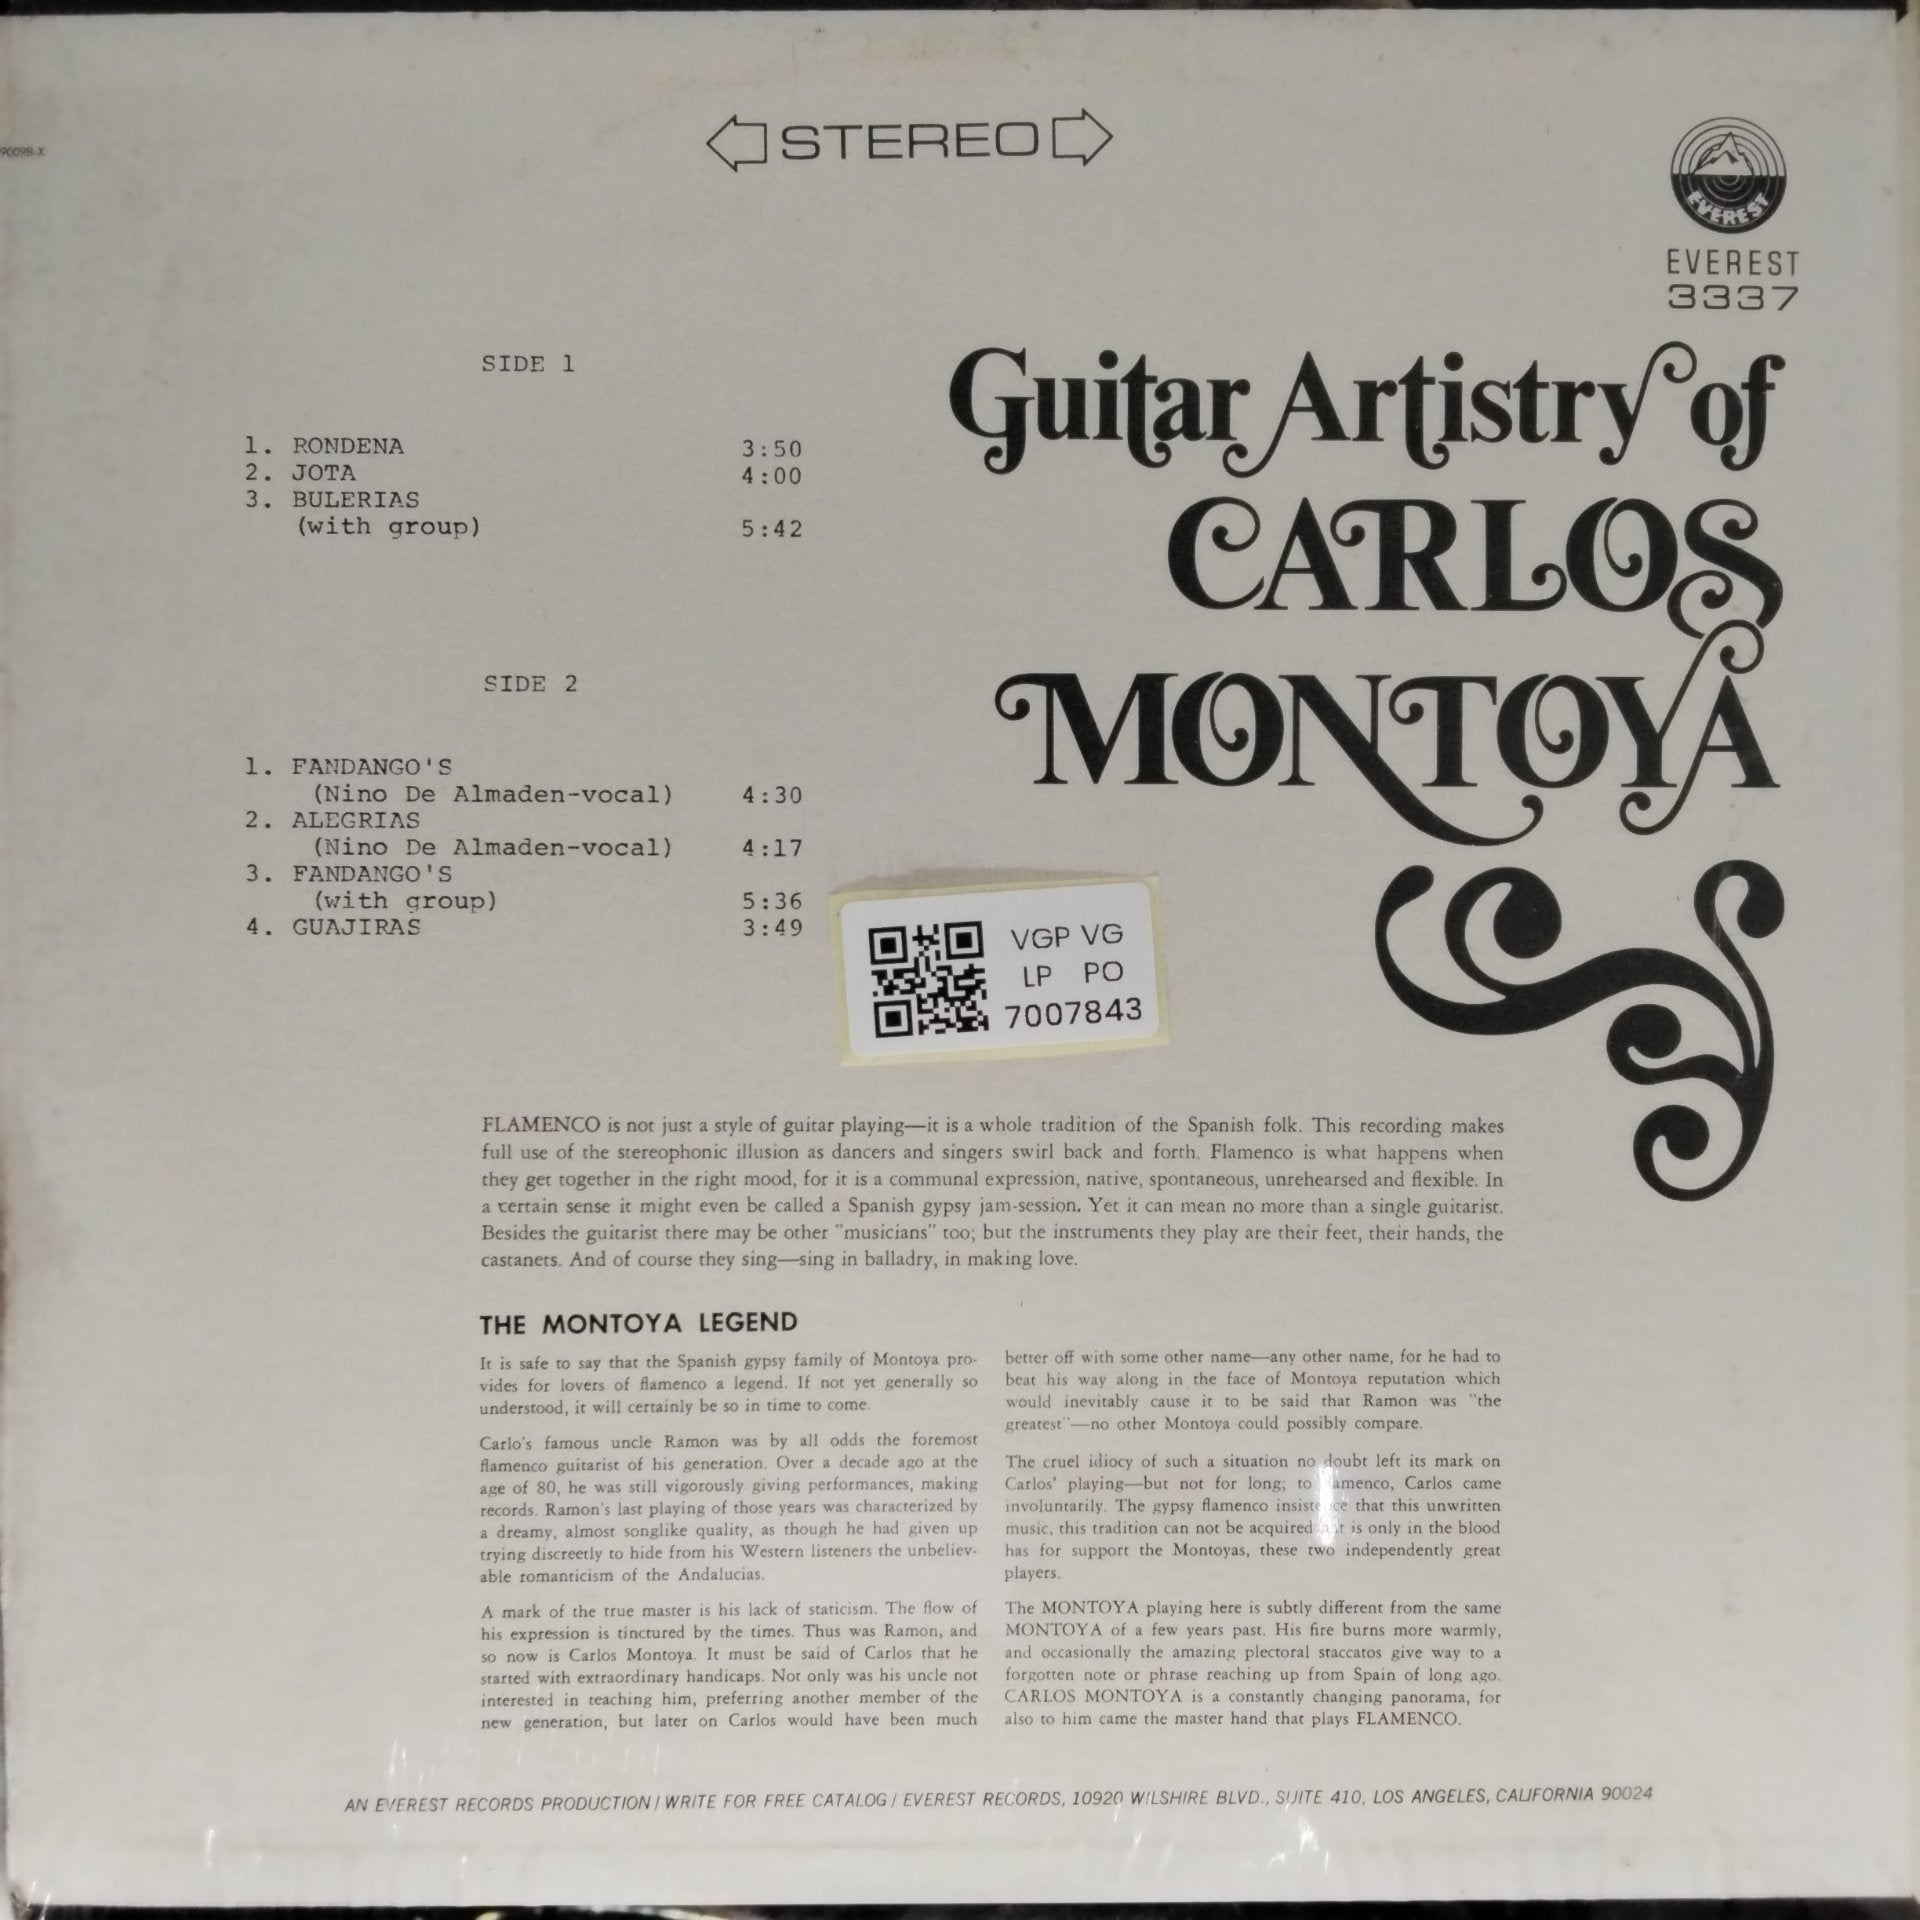 STEREO
90098-X
EVEREST
EVEREST
3337
Guitar Artistry of
CARLOS
MONTOYA
SIDE 1
1. RONDENA 3:50
2. JOTA 4:00
3. BULERIAS
(with group) 5:42
SIDE 2
1. FANDANGO'S
(Nino De Almaden-vocal) 4:30
2. ALEGRIAS
(Nino De Almaden-vocal) 4:17
3. FANDANGO'S
(with group) 5:36
4. GUAJIRAS 3:49
VGP VG
LP PO
7007843
FLAMENCO is not just a style of guitar playing—it is a whole tradition of the Spanish folk. This recording makes
full use of the stereophonic illusion as dancers and singers swirl back and forth. Flamenco is what happens when
they get together in the right mood, for it is a communal expression, native, spontaneous, unrehearsed and flexible. In
a certain sense it might even be called a Spanish gypsy jam-session. Yet it can mean no more than a single guitarist.
Besides the guitarist there may be other "musicians" too; but the instruments they play are their feet, their hands, the
castanets. And of course they sing—sing in balladry, in making love.
THE MONTOYA LEGEND
It is safe to say that the Spanish gypsy family of Montoya pro-
vides for lovers of flamenco a legend. If not yet generally so
understood, it will certainly be so in time to come.
Carlo's famous uncle Ramon was by all odds the foremost
flamenco guitarist of his generation. Over a decade ago at the
age of 80, he was still vigorously giving performances, making
records. Ramon's last playing of those years was characterized by
a dreamy, almost songlike quality, as though he had given up
trying discreetly to hide from his Western listeners the unbeliev-
able romanticism of the Andalucias.
A mark of the true master is his lack of staticism. The flow of
his expression is tinctured by the times. Thus was Ramon, and
so now is Carlos Montoya. It must be said of Carlos that he
started with extraordinary handicaps. Not only was his uncle not
interested in teaching him, preferring another member of the
new generation, but later on Carlos would have been much
better off with some other name—any other name, for he had to
beat his way along in the face of Montoya reputation which
would inevitably cause it to be said that Ramon was "the
greatest"—no other Montoya could possibly compare.
The cruel idiocy of such a situation no doubt left its mark on
Carlos' playing—but not for long; to flamenco, Carlos came
involuntarily. The gypsy flamenco insistence that this unwritten
music, this tradition can not be acquired but is only in the blood
has for support the Montoyas, these two independently great
players.
The MONTOYA playing here is subtly different from the same
MONTOYA of a few years past. His fire burns more warmly,
and occasionally the amazing plectoral staccatos give way to a
forgotten note or phrase reaching up from Spain of long ago.
CARLOS MONTOYA is a constantly changing panorama, for
also to him came the master hand that plays FLAMENCO.
AN EVEREST RECORDS PRODUCTION / WRITE FOR FREE CATALOG / EVEREST RECORDS, 10920 WILSHIRE BLVD., SUITE 410, LOS ANGELES, CALIFORNIA 90024